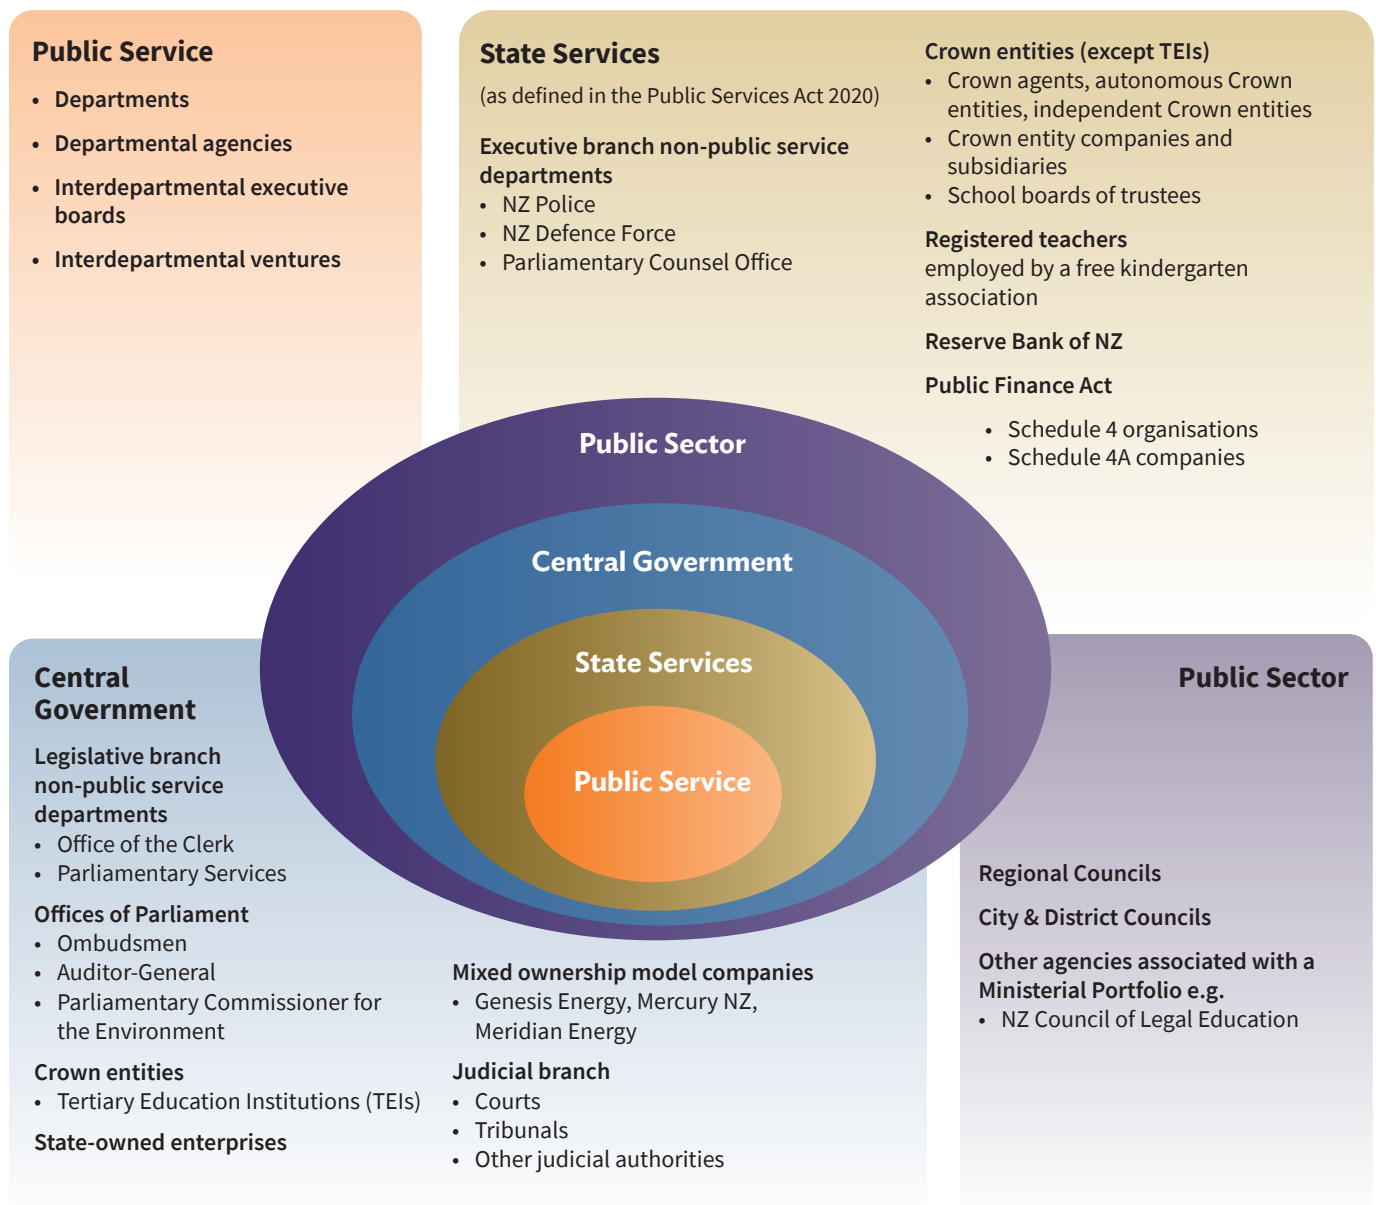 Public Service
• Departments
• Departmental agencies
• Interdepartmental executive
boards
• Interdepartmental ventures
State Services
(as defined in the Public Services Act 2020)
Executive branch non-public service
departments
• NZ Police
• NZ Defence Force
• Parliamentary Counsel Office
Crown entities (except TEIs)
• Crown agents, autonomous Crown
entities, independent Crown entities
• Crown entity companies and
subsidiaries
• School boards of trustees
Registered teachers
employed by a free kindergarten
association
Reserve Bank of NZ
Public Finance Act
• Schedule 4 organisations
• Schedule 4A companies
Public Sector
Central Government
State Services
Public Service
Central
Government
Legislative branch
non-public service
departments
• Office of the Clerk
• Parliamentary Services
Offices of Parliament
• Ombudsmen
• Auditor-General
• Parliamentary Commissioner for
the Environment
Crown entities
• Tertiary Education Institutions (TEIs)
State-owned enterprises
Mixed ownership model companies
• Genesis Energy, Mercury NZ,
Meridian Energy
Judicial branch
• Courts
• Tribunals
• Other judicial authorities
Public Sector
Regional Councils
City & District Councils
Other agencies associated with a
Ministerial Portfolio e.g.
• NZ Council of Legal Education